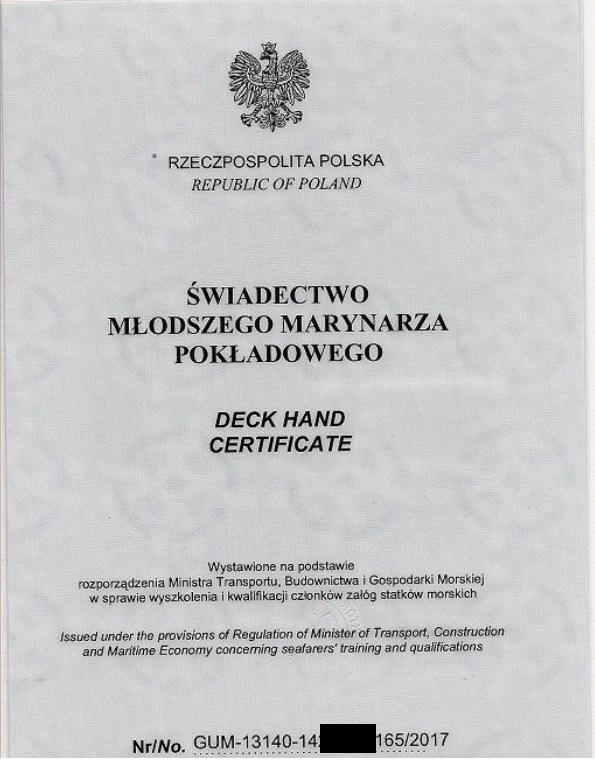 RZECZPOSPOLITA POLSKA
REPUBLIC OF POLAND
ŚWIADECTWO
MŁODSZEGO MARYNARZA
POKŁADOWEGO
DECK HAND
CERTIFICATE
Wystawione na podstawie
rozporządzenia Ministra Transportu, Budownictwa i Gospodarki Morskiej
w sprawie wyszkolenia i kwalifikacji członków załóg statków morskich
Issued under the provisions of Regulation of Minister of Transport, Construction
and Maritime Economy concerning seafarers' training and qualifications
Nr/No. GUM-13140-14 165/2017